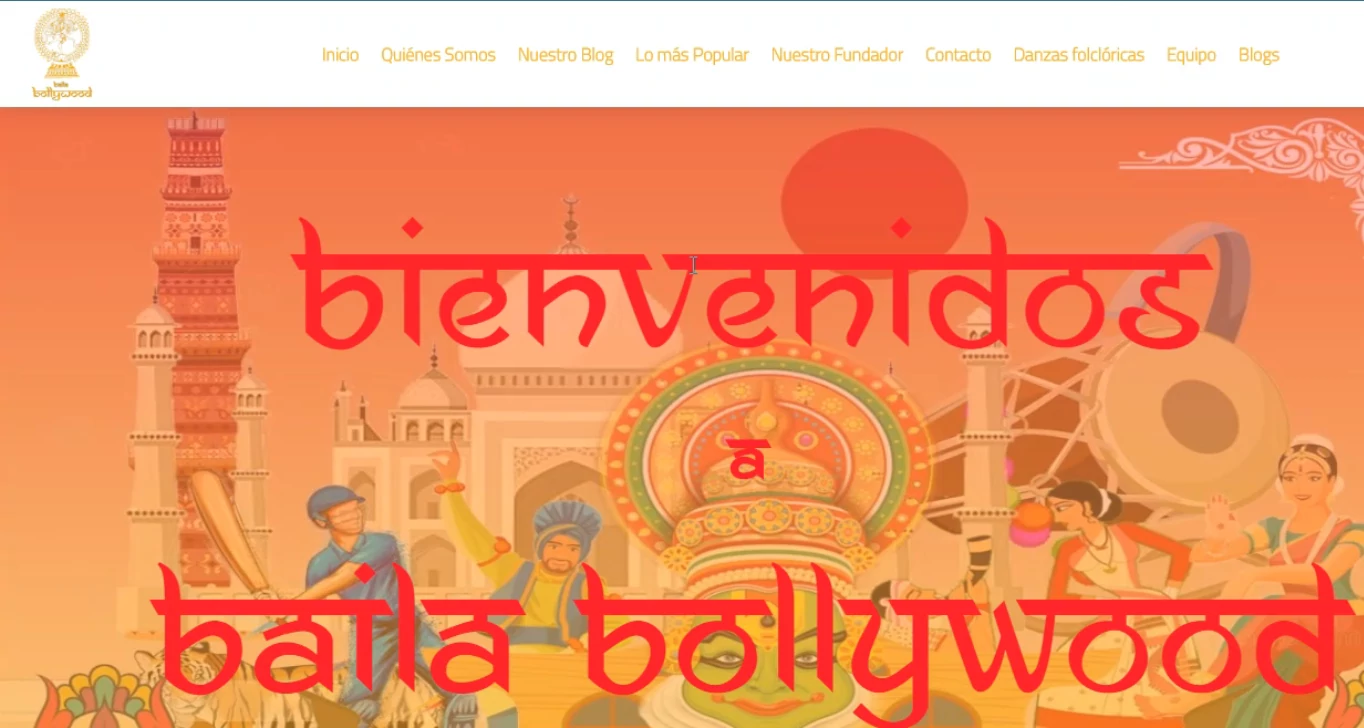 baila
bollywood
Inicio Quiénes Somos Nuestro Blog Lo más Popular Nuestro Fundador Contacto Danzas folclóricas Equipo Blogs
bienvenidos
a
baila bollywood